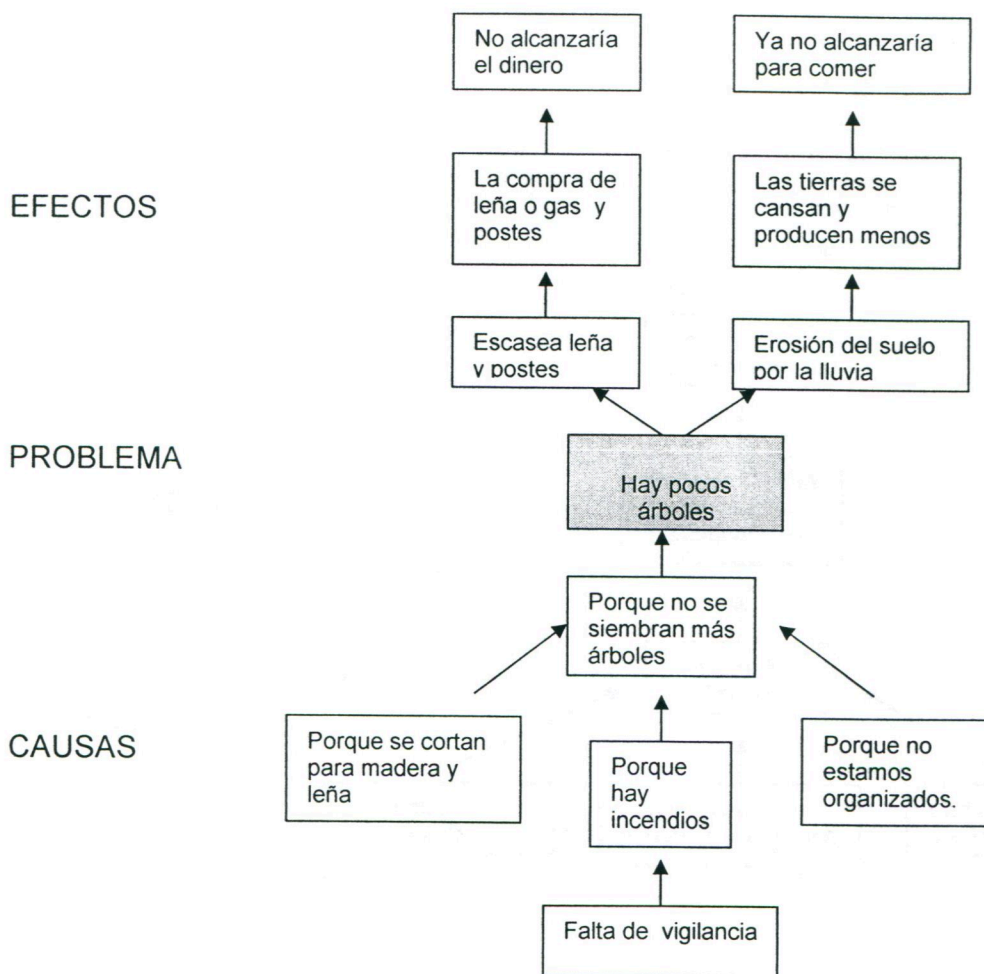 No alcanzaría
el dinero
Ya no alcanzaría
para comer
EFECTOS
La compra de
leña o gas y
postes
Las tierras se
cansan y
producen menos
Escasea leña
y postes
Erosión del suelo
por la lluvia
PROBLEMA
Hay pocos
árboles
Porque no se
siembran más
árboles
CAUSAS
Porque se cortan
para madera y
leña
Porque
hay
incendios
Porque no
estamos
organizados.
Falta de vigilancia